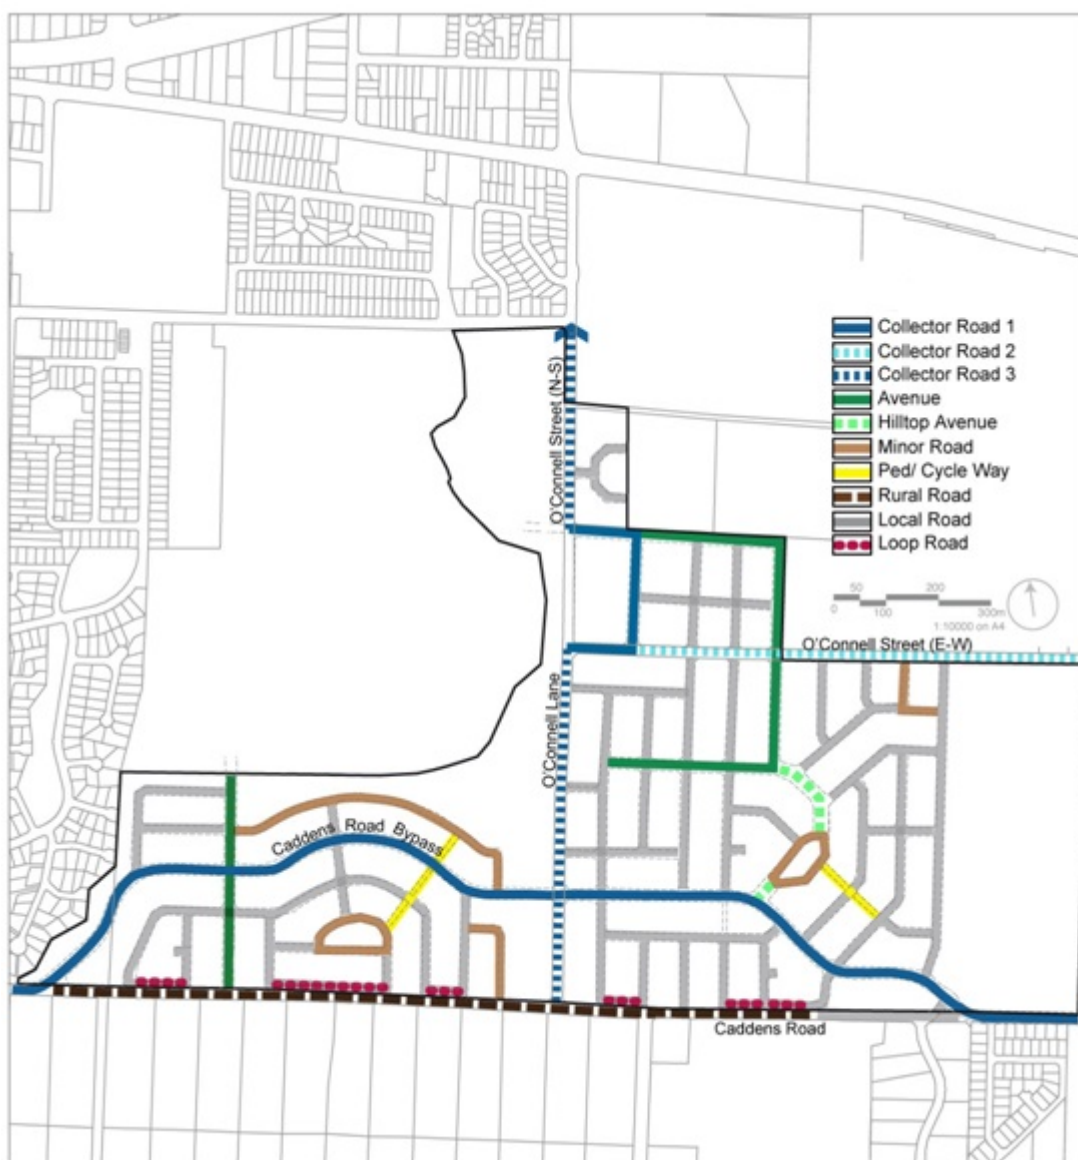 Collector Road 1
Collector Road 2
Collector Road 3
Avenue
Hilltop Avenue
Minor Road
Ped/ Cycle Way
Rural Road
Local Road
Loop Road
50 200
0 100 300m
1:10000 on A4
O'Connell Street (N-S)
O'Connell Street (E-W)
O'Connell Lane
Caddens Road Bypass
Caddens Road